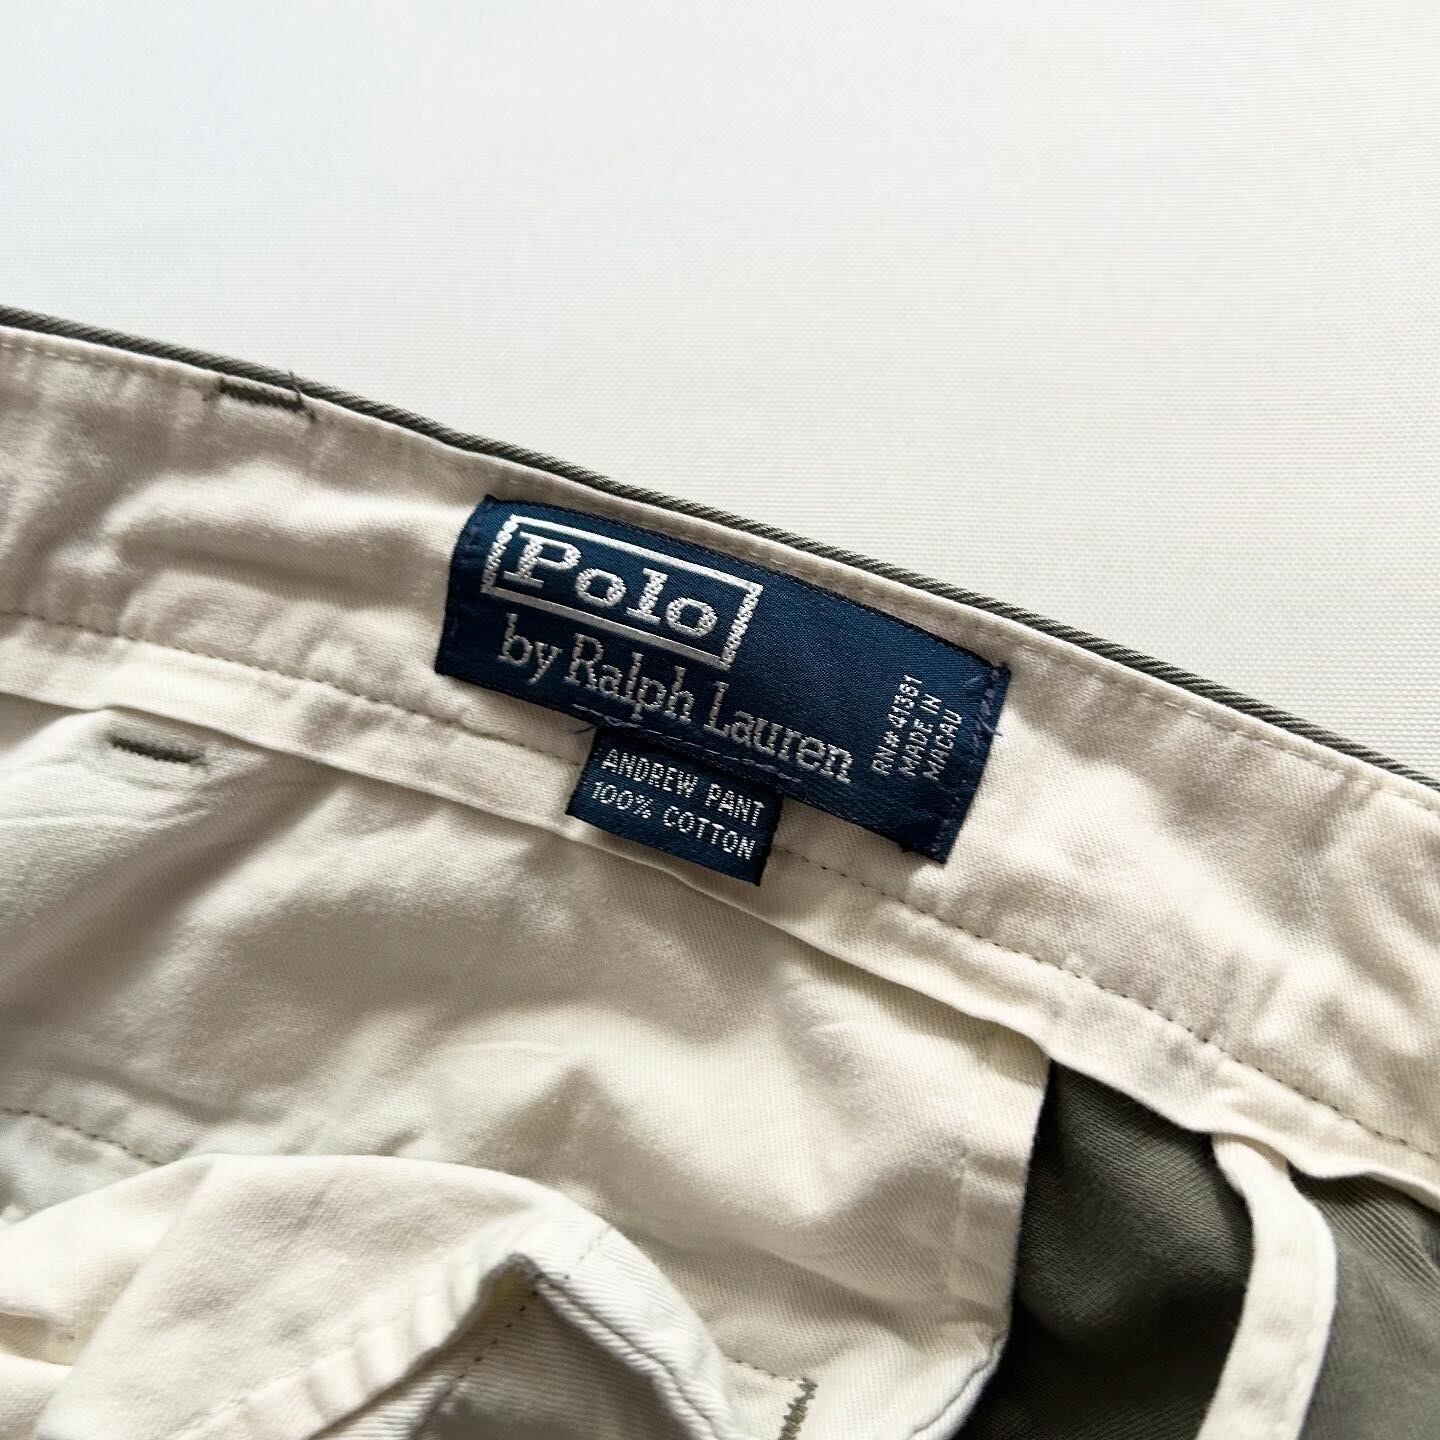 Polo
by Ralph Lauren
RN# 41381
MADE IN
MACAU
ANDREW PANT
100% COTTON